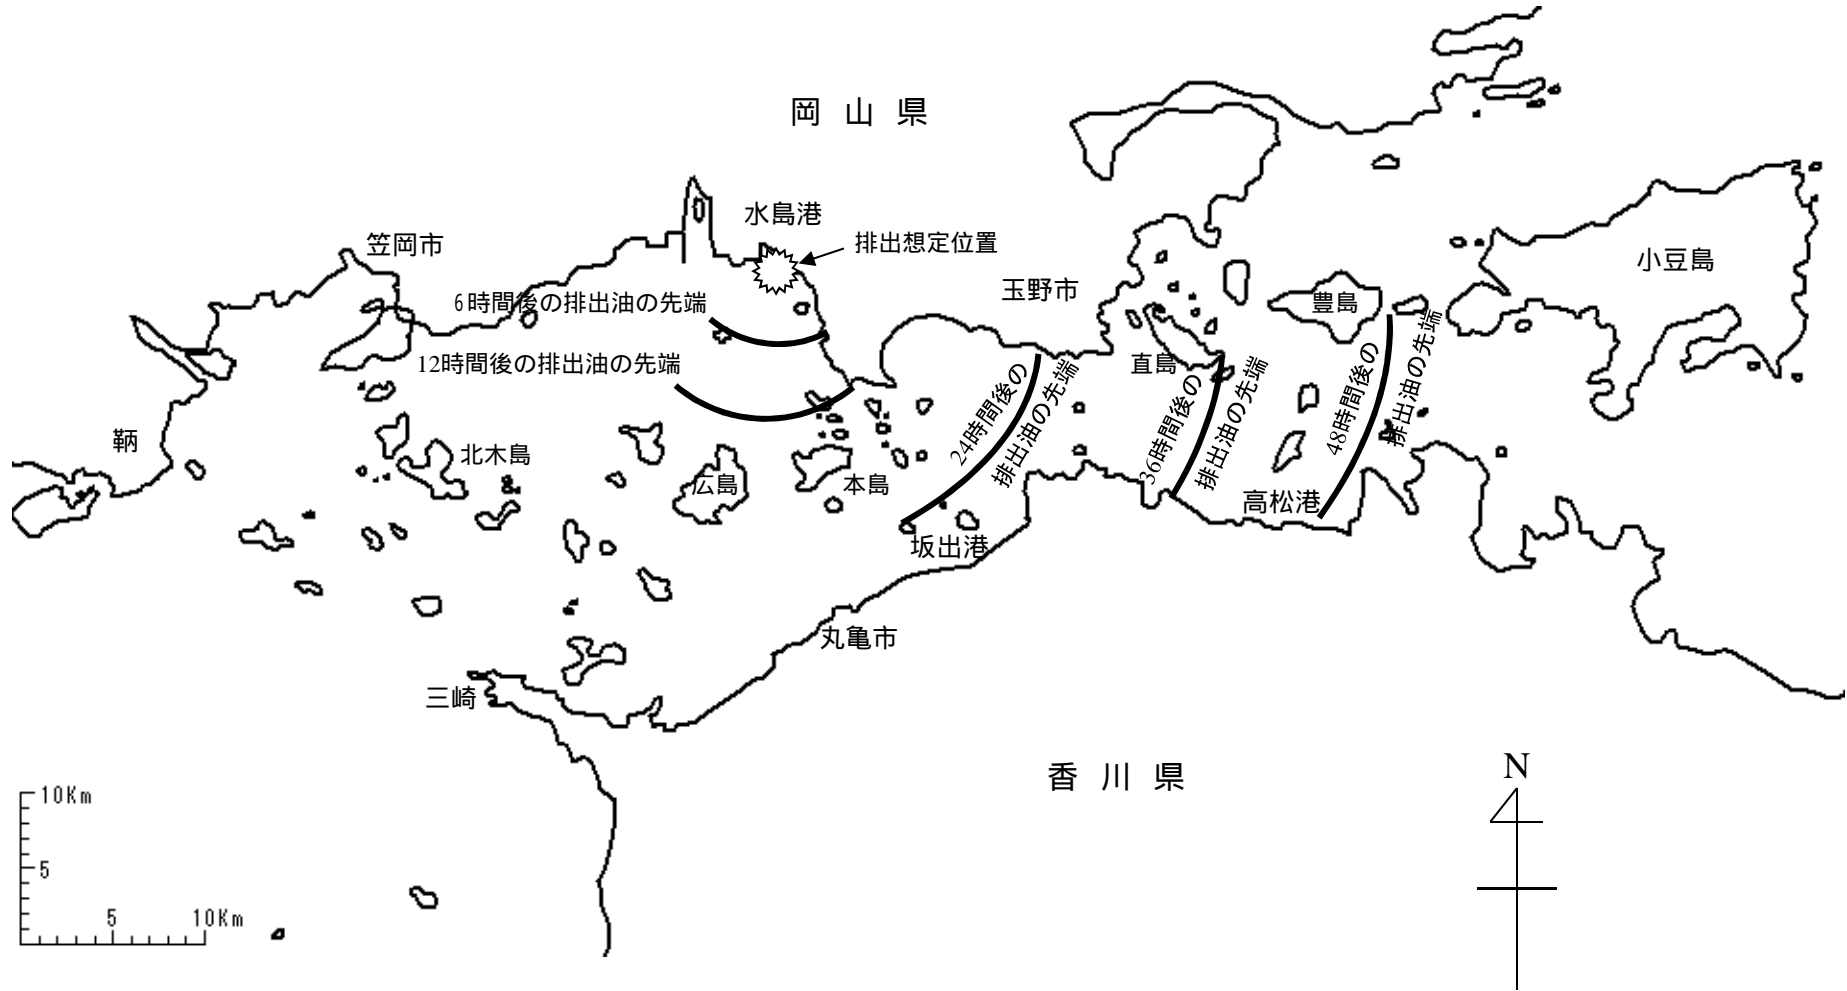 岡山県
水島港
排出想定位置
笠岡市
小豆島
玉野市
6時間後の排出油の先端
豊島
12時間後の排出油の先端
直島
24時間後の
排出油の先端
36時間後の
排出油の先端
48時間後の
排出油の先端
鞆
北木島
広島
本島
高松港
坂出港
丸亀市
三崎
香川県
N
10Km
5
5
10Km